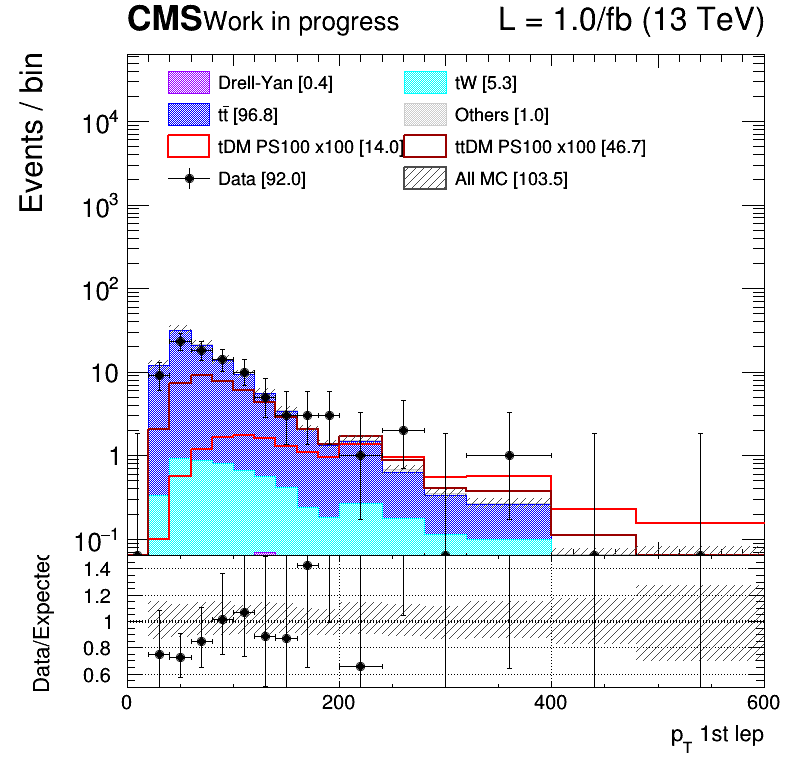 CMS Work in progress L = 1.0/fb (13 TeV)
Events / bin
Drell-Yan [0.4] tW [5.3]
tt̄ [96.8] Others [1.0]
tDM PS100 x100 [14.0] ttDM PS100 x100 [46.7]
Data [92.0] All MC [103.5]
10⁴
10³
10²
10
1
10⁻¹
Data/Expected
1.4
1.2
1
0.8
0.6
0 200 400 600
p_T 1st lep